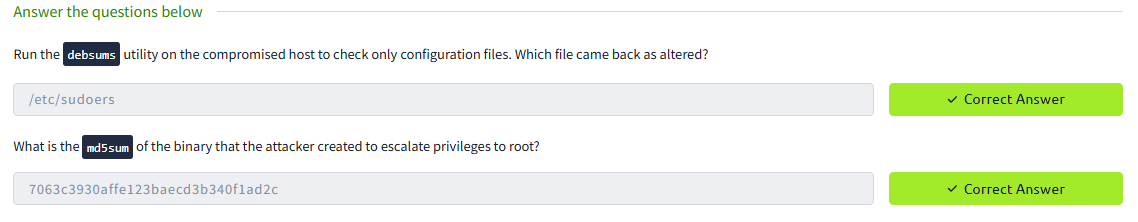 Answer the questions below
Run the debsums utility on the compromised host to check only configuration files. Which file came back as altered?
/etc/sudoers
✓ Correct Answer
What is the md5sum of the binary that the attacker created to escalate privileges to root?
7063c3930affe123baecd3b340f1ad2c
✓ Correct Answer